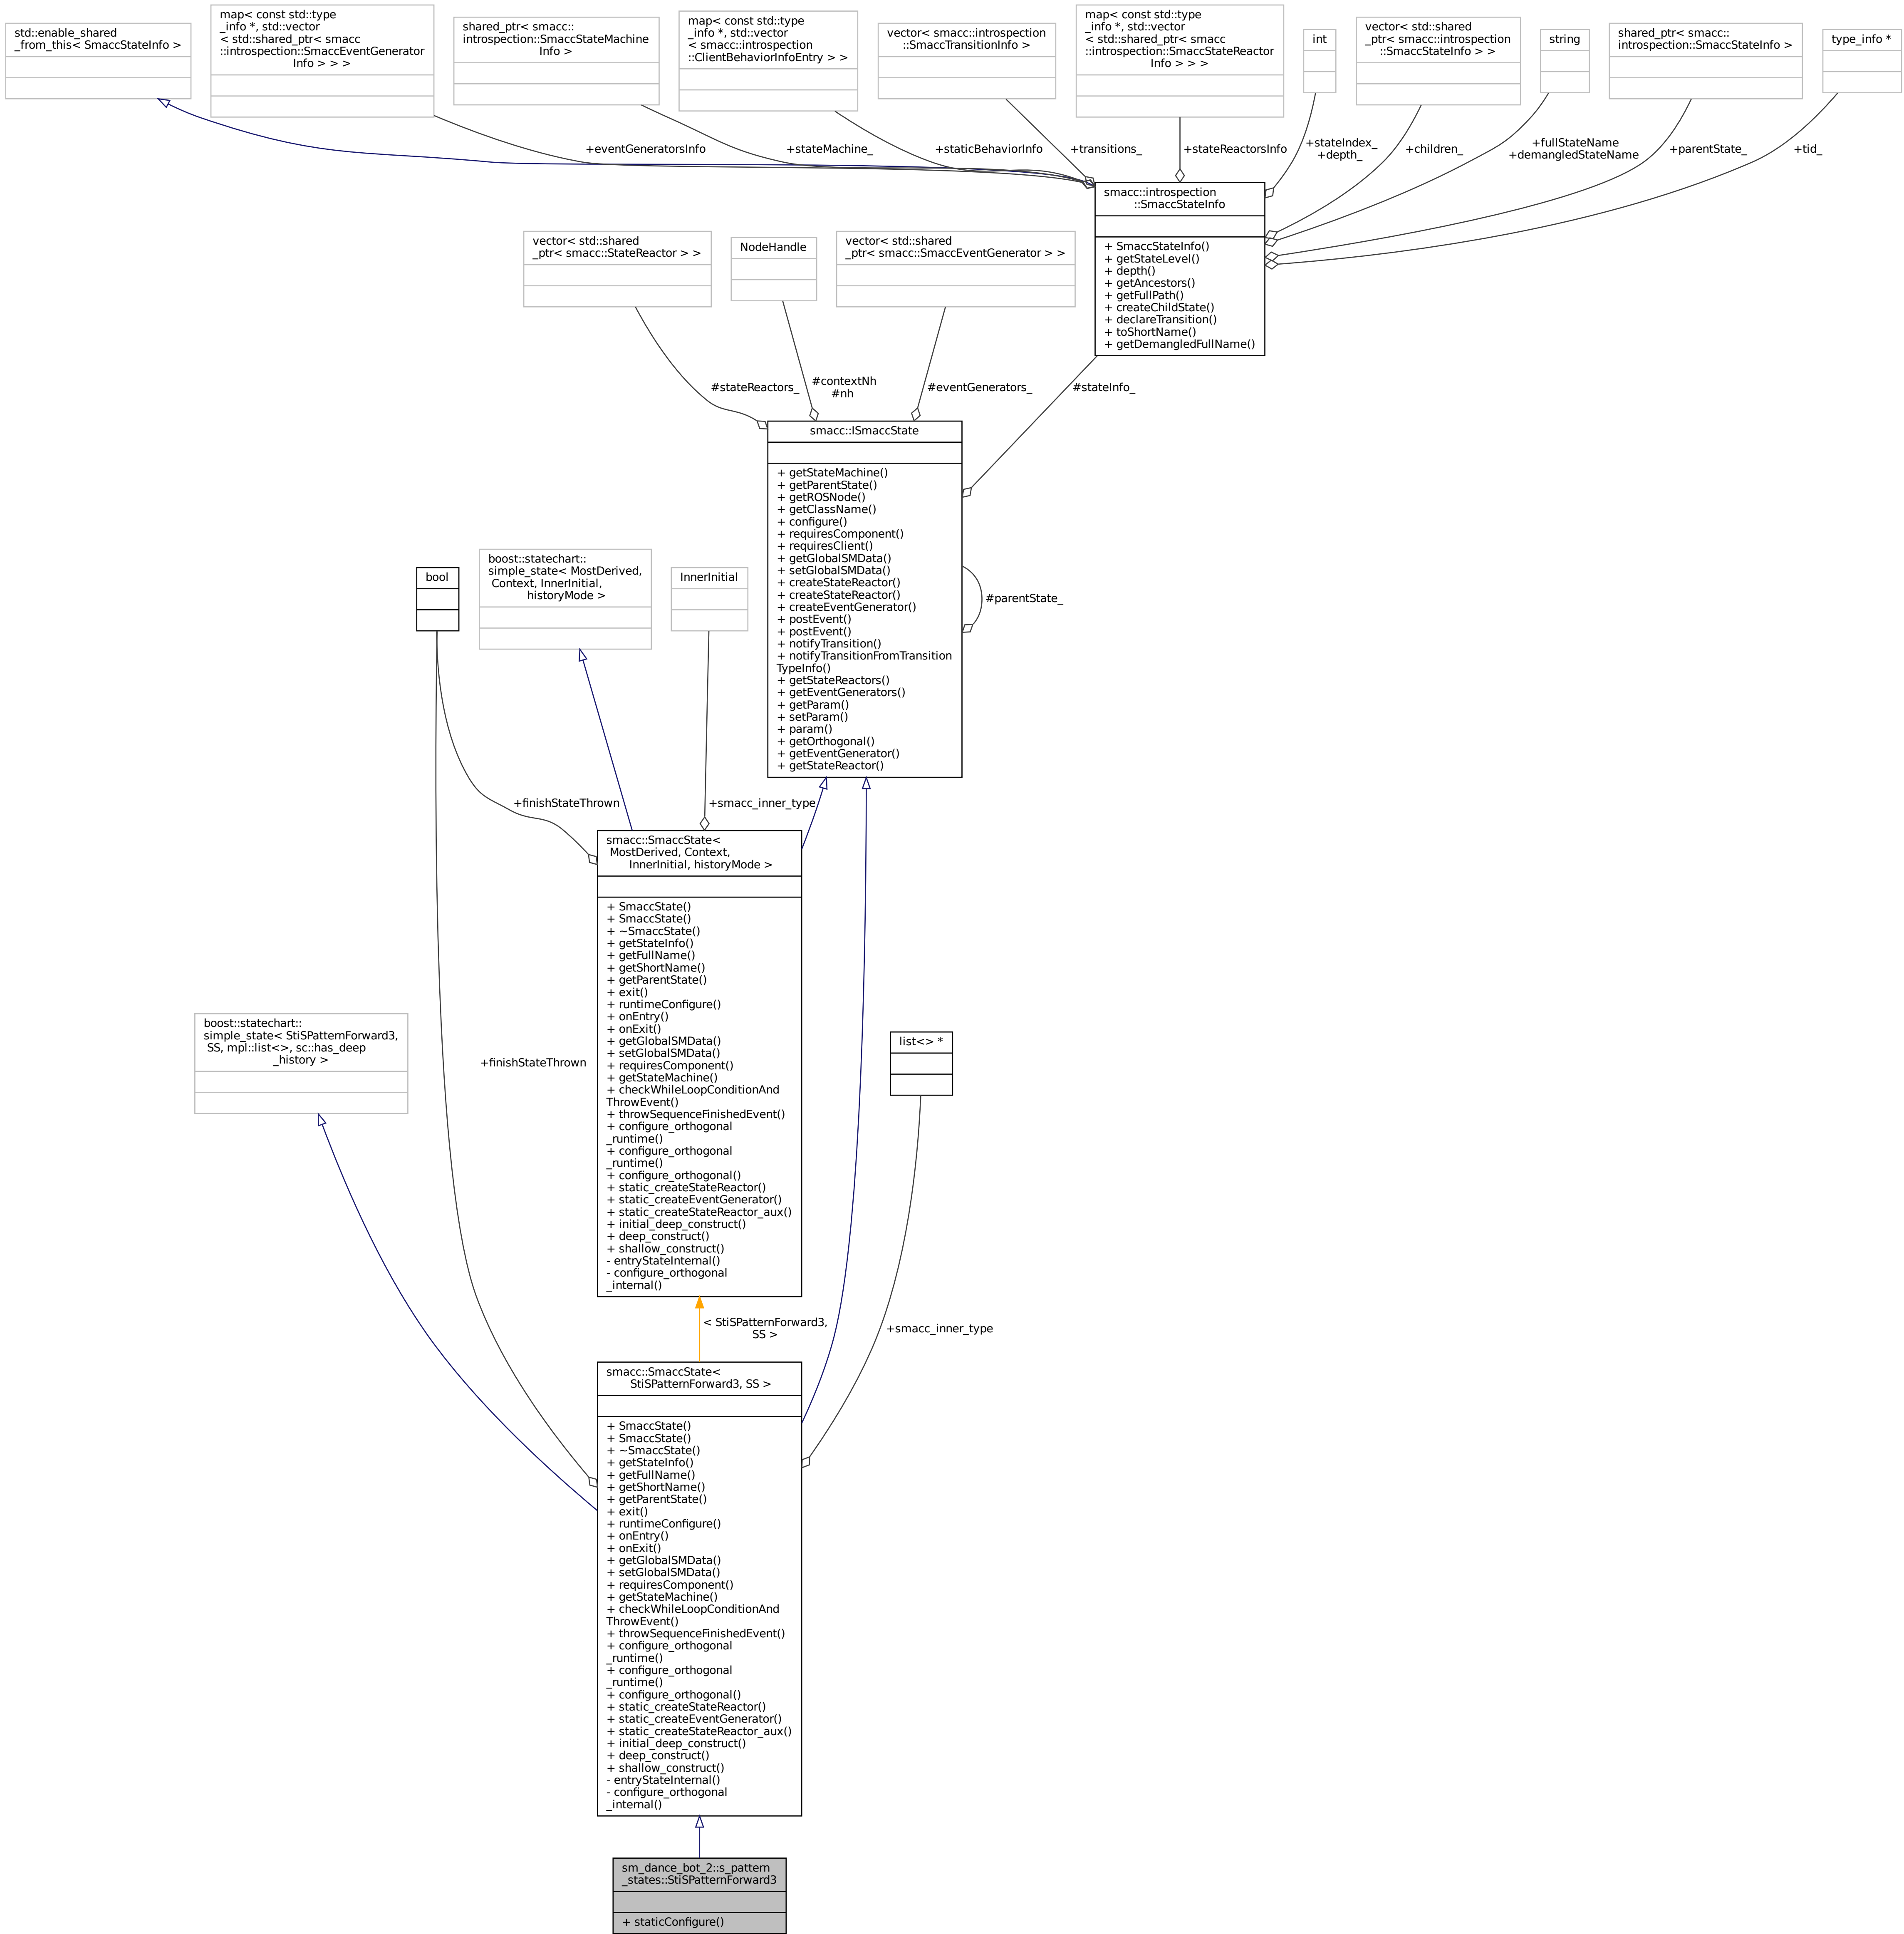 std::enable_shared
_from_this< SmaccStateInfo >
map< const std::type
_info *, std::vector
< std::shared_ptr< smacc
::introspection::SmaccEventGenerator
Info > > >
shared_ptr< smacc::
introspection::SmaccStateMachine
Info >
map< const std::type
_info *, std::vector
< smacc::introspection
::ClientBehaviorInfoEntry > >
vector< smacc::introspection
::SmaccTransitionInfo >
map< const std::type
_info *, std::vector
< std::shared_ptr< smacc
::introspection::SmaccStateReactor
Info > > >
int
vector< std::shared
_ptr< smacc::introspection
::SmaccStateInfo > >
string
shared_ptr< smacc::
introspection::SmaccStateInfo >
type_info *
+eventGeneratorsInfo
+stateMachine_
+staticBehaviorInfo
+transitions_
+stateReactorsInfo
+stateIndex_
+depth_
+children_
+fullStateName
+demangledStateName
+parentState_
+tid_
smacc::introspection
::SmaccStateInfo
+ SmaccStateInfo()
+ getStateLevel()
+ depth()
+ getAncestors()
+ getFullPath()
+ createChildState()
+ declareTransition()
+ toShortName()
+ getDemangledFullName()
vector< std::shared
_ptr< smacc::StateReactor > >
NodeHandle
vector< std::shared
_ptr< smacc::SmaccEventGenerator > >
#stateReactors_
#contextNh
#nh
#eventGenerators_
#stateInfo_
smacc::ISmaccState
+ getStateMachine()
+ getParentState()
+ getROSNode()
+ getClassName()
+ configure()
+ requiresComponent()
+ requiresClient()
+ getGlobalSMData()
+ setGlobalSMData()
+ createStateReactor()
+ createStateReactor()
+ createEventGenerator()
+ postEvent()
+ postEvent()
+ notifyTransition()
+ notifyTransitionFromTransition
TypeInfo()
+ getStateReactors()
+ getEventGenerators()
+ getParam()
+ setParam()
+ param()
+ getOrthogonal()
+ getEventGenerator()
+ getStateReactor()
#parentState_
bool
boost::statechart::
simple_state< MostDerived,
Context, InnerInitial,
historyMode >
InnerInitial
+finishStateThrown
+smacc_inner_type
smacc::SmaccState<
MostDerived, Context,
InnerInitial, historyMode >
+ SmaccState()
+ SmaccState()
+ ~SmaccState()
+ getStateInfo()
+ getFullName()
+ getShortName()
+ getParentState()
+ exit()
+ runtimeConfigure()
+ onEntry()
+ onExit()
+ getGlobalSMData()
+ setGlobalSMData()
+ requiresComponent()
+ getStateMachine()
+ checkWhileLoopConditionAnd
ThrowEvent()
+ throwSequenceFinishedEvent()
+ configure_orthogonal
_runtime()
+ configure_orthogonal
_runtime()
+ configure_orthogonal()
+ static_createStateReactor()
+ static_createEventGenerator()
+ static_createStateReactor_aux()
+ initial_deep_construct()
+ deep_construct()
+ shallow_construct()
- entryStateInternal()
- configure_orthogonal
_internal()
boost::statechart::
simple_state< StiSPatternForward3,
SS, mpl::list<>, sc::has_deep
_history >
+finishStateThrown
list<> *
< StiSPatternForward3,
SS >
+smacc_inner_type
smacc::SmaccState<
StiSPatternForward3, SS >
+ SmaccState()
+ SmaccState()
+ ~SmaccState()
+ getStateInfo()
+ getFullName()
+ getShortName()
+ getParentState()
+ exit()
+ runtimeConfigure()
+ onEntry()
+ onExit()
+ getGlobalSMData()
+ setGlobalSMData()
+ requiresComponent()
+ getStateMachine()
+ checkWhileLoopConditionAnd
ThrowEvent()
+ throwSequenceFinishedEvent()
+ configure_orthogonal
_runtime()
+ configure_orthogonal
_runtime()
+ configure_orthogonal()
+ static_createStateReactor()
+ static_createEventGenerator()
+ static_createStateReactor_aux()
+ initial_deep_construct()
+ deep_construct()
+ shallow_construct()
- entryStateInternal()
- configure_orthogonal
_internal()
sm_dance_bot_2::s_pattern
_states::StiSPatternForward3
+ staticConfigure()